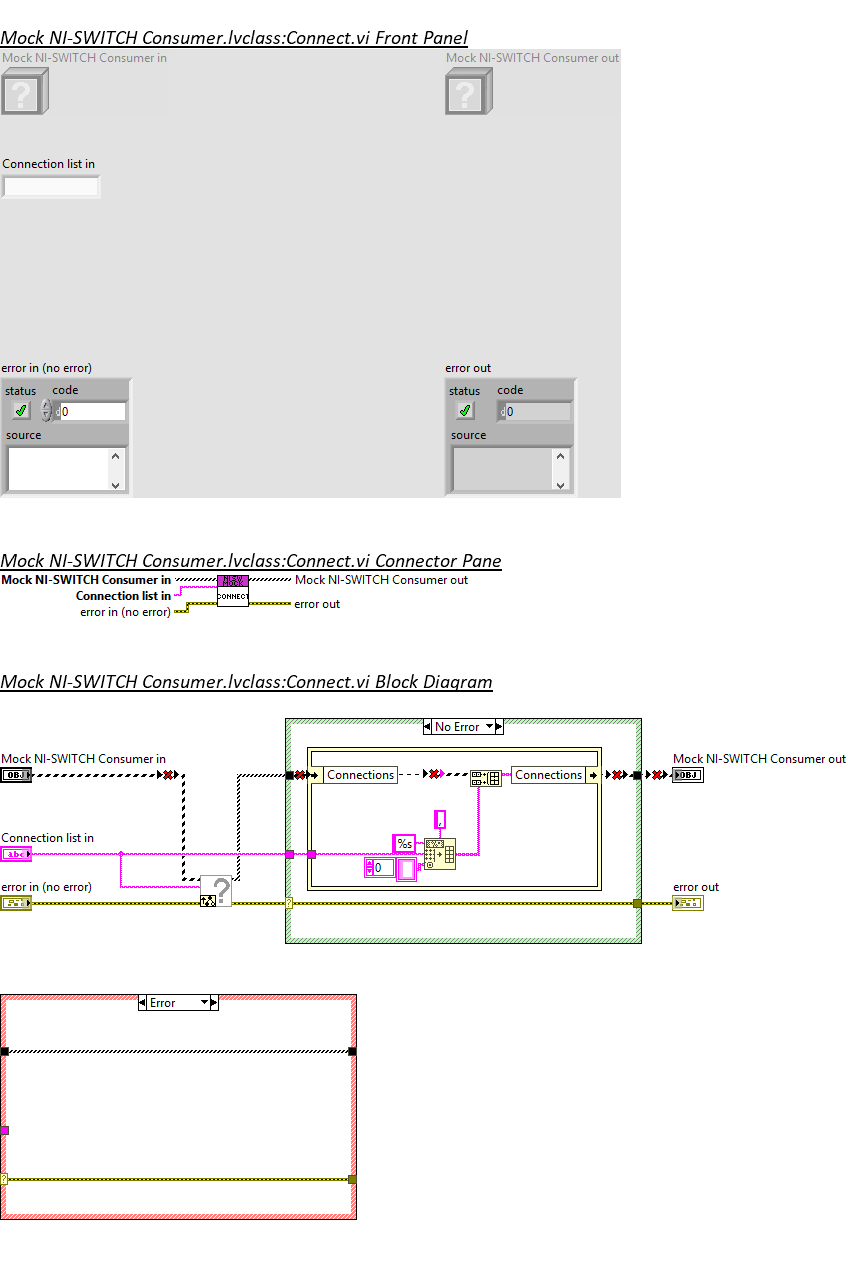 Mock NI-SWITCH Consumer.lvclass:Connect.vi Front Panel
Mock NI-SWITCH Consumer in
Mock NI-SWITCH Consumer out
?
?
Connection list in
error in (no error)
error out
status
code
status
code
d 0
d 0
source
source
Mock NI-SWITCH Consumer.lvclass:Connect.vi Connector Pane
Mock NI-SWITCH Consumer in
Mock NI-SWITCH Consumer out
Connection list in
CONNECT
error in (no error)
error out
Mock NI-SWITCH Consumer.lvclass:Connect.vi Block Diagram
No Error
Mock NI-SWITCH Consumer in
Mock NI-SWITCH Consumer out
OBJ
Connections
Connections
OBJ
,
Connection list in
%s
abc
0
error in (no error)
?
error out
?
Error
?